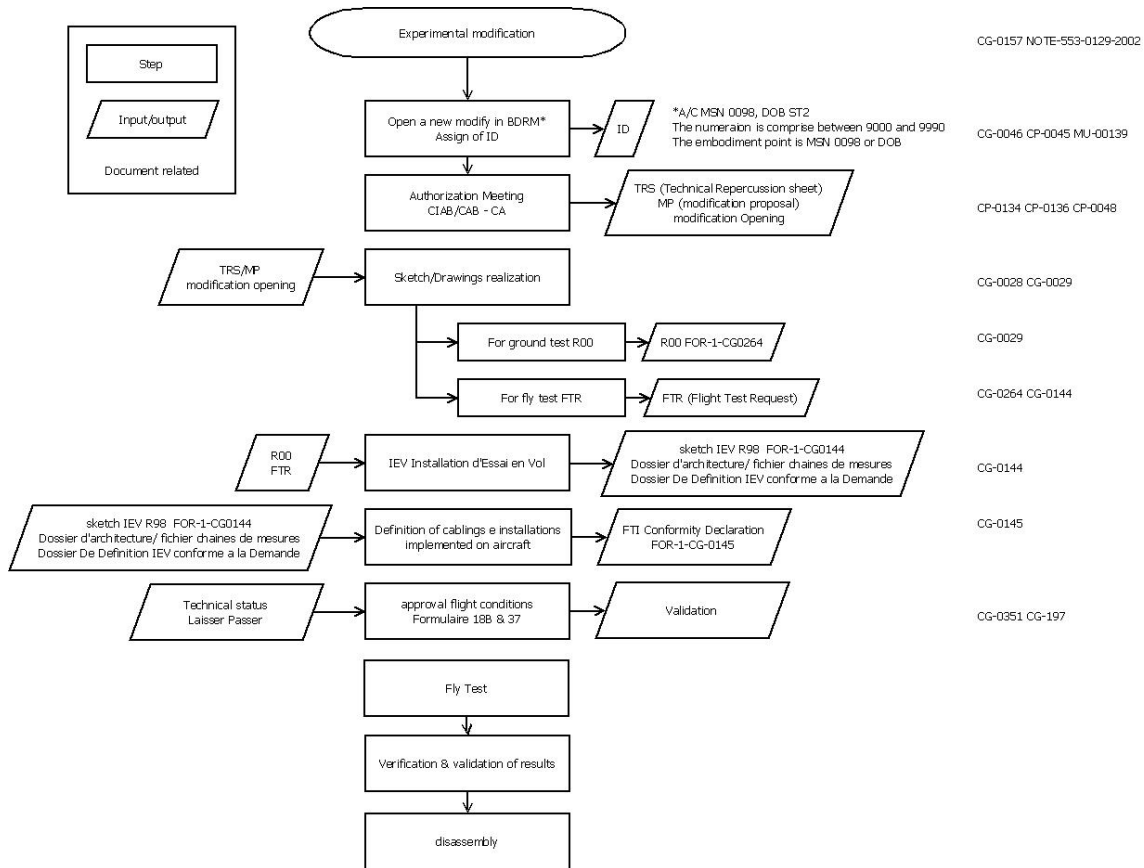 Experimental modification
CG-0157 NOTE-553-0129-2002
Step
Input/output
Document related
Open a new modify in BDRM*
Assign of ID
ID
*A/C MSN 0098, DOB ST2
The numeraion is comprise between 9000 and 9990
The embodiment point is MSN 0098 or DOB
CG-0046 CP-0045 MU-00139
Authorization Meeting
CIAB/CAB - CA
TRS (Technical Repercussion sheet)
MP (modification proposal)
modification Opening
CP-0134 CP-0136 CP-0048
TRS/MP
modification opening
Sketch/Drawings realization
CG-0028 CG-0029
For ground test R00
R00 FOR-1-CG0264
CG-0029
For fly test FTR
FTR (Flight Test Request)
CG-0264 CG-0144
R00
FTR
IEV Installation d'Essai en Vol
sketch IEV R98 FOR-1-CG0144
Dossier d'architecture/ fichier chaines de mesures
Dossier De Definition IEV conforme a la Demande
CG-0144
sketch IEV R98 FOR-1-CG0144
Dossier d'architecture/ fichier chaines de mesures
Dossier De Definition IEV conforme a la Demande
Definition of cablings e installations
implemented on aircraft
FTI Conformity Declaration
FOR-1-CG-0145
CG-0145
Technical status
Laisser Passer
approval flight conditions
Formulaire 18B & 37
Validation
CG-0351 CG-197
Fly Test
Verification & validation of results
disassembly